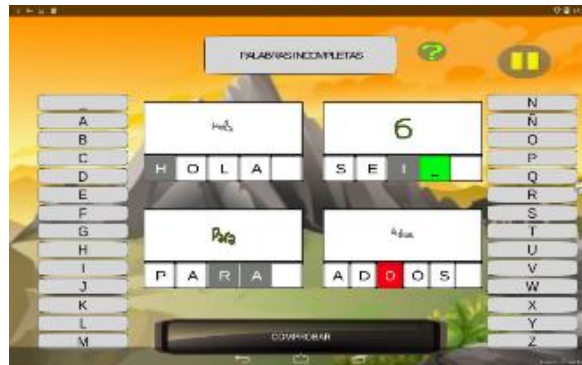 PALABRAS INCOMPLETAS ?
_
A
B
C
D
E
F
G
H
I
J
K
L
M
Hola
H O L A
6
S E I _
Para
P A R A
Adios
A D O O S
N
Ñ
O
P
Q
R
S
T
U
V
W
X
Y
Z
COMPROBAR